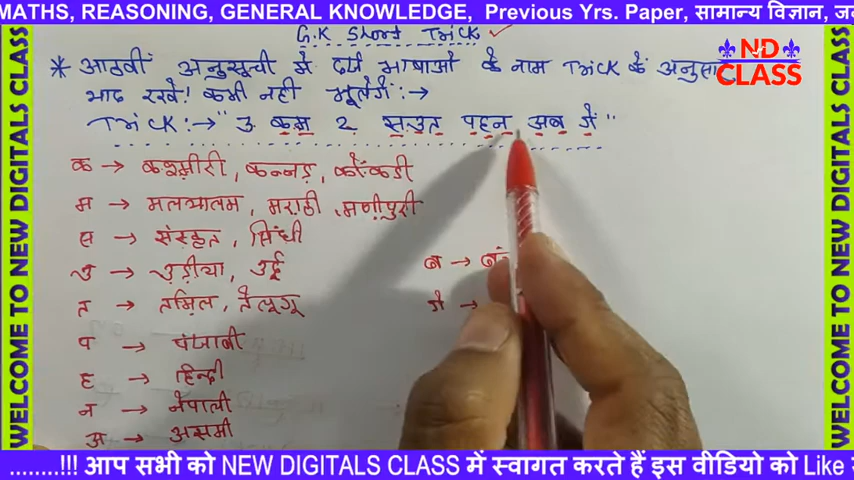 MATHS, REASONING, GENERAL KNOWLEDGE, Previous Yrs. Paper, सामान्य विज्ञान,
G.K Short Trick ✓
ND
CLASS
* आठवीं अनुसूची में दर्ज भाषाओं के नाम Trick के
याद रखें! कभी नहीं भूलेंगें :→
Trick :→ " 3 कम 2 सउत पहन अब गे "
क → कश्मीरी, कन्नड़, कोंकडी
म → मलयालम, मराठी, मणीपुरी
स → संस्कृत, सिंधी
उ → उड़ीया, उर्दू
ब →
त → तमिल, तेलूगू
गे →
प → पंजाबी
ह → हिन्दी
न → नेपाली
अ → असमी
WELCOME TO NEW DIGITALS CLASS
WELCOME TO NEW DIGITALS CLASS
........!!! आप सभी को NEW DIGITALS CLASS में स्वागत करते हैं इस वीडियो को Like